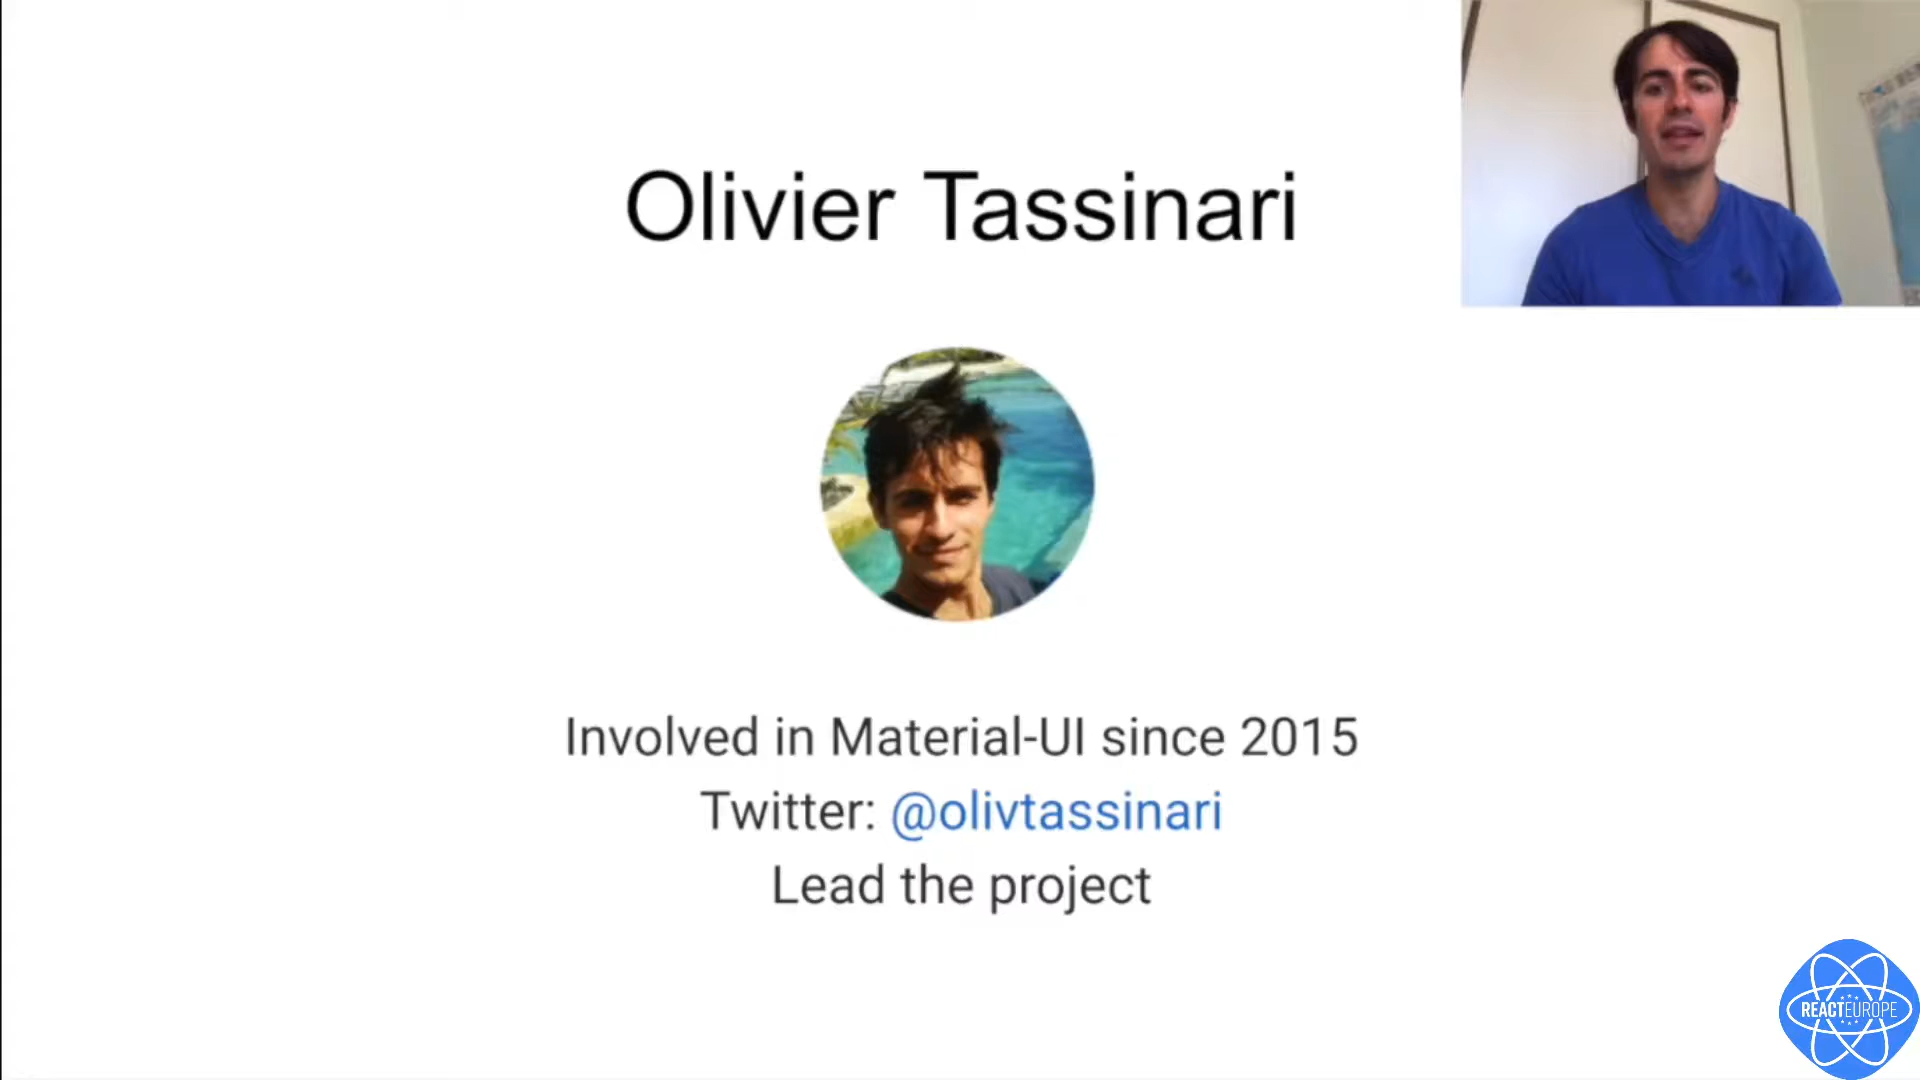 Olivier Tassinari
Involved in Material-UI since 2015
Twitter: @olivtassinari
Lead the project
REACTEUROPE